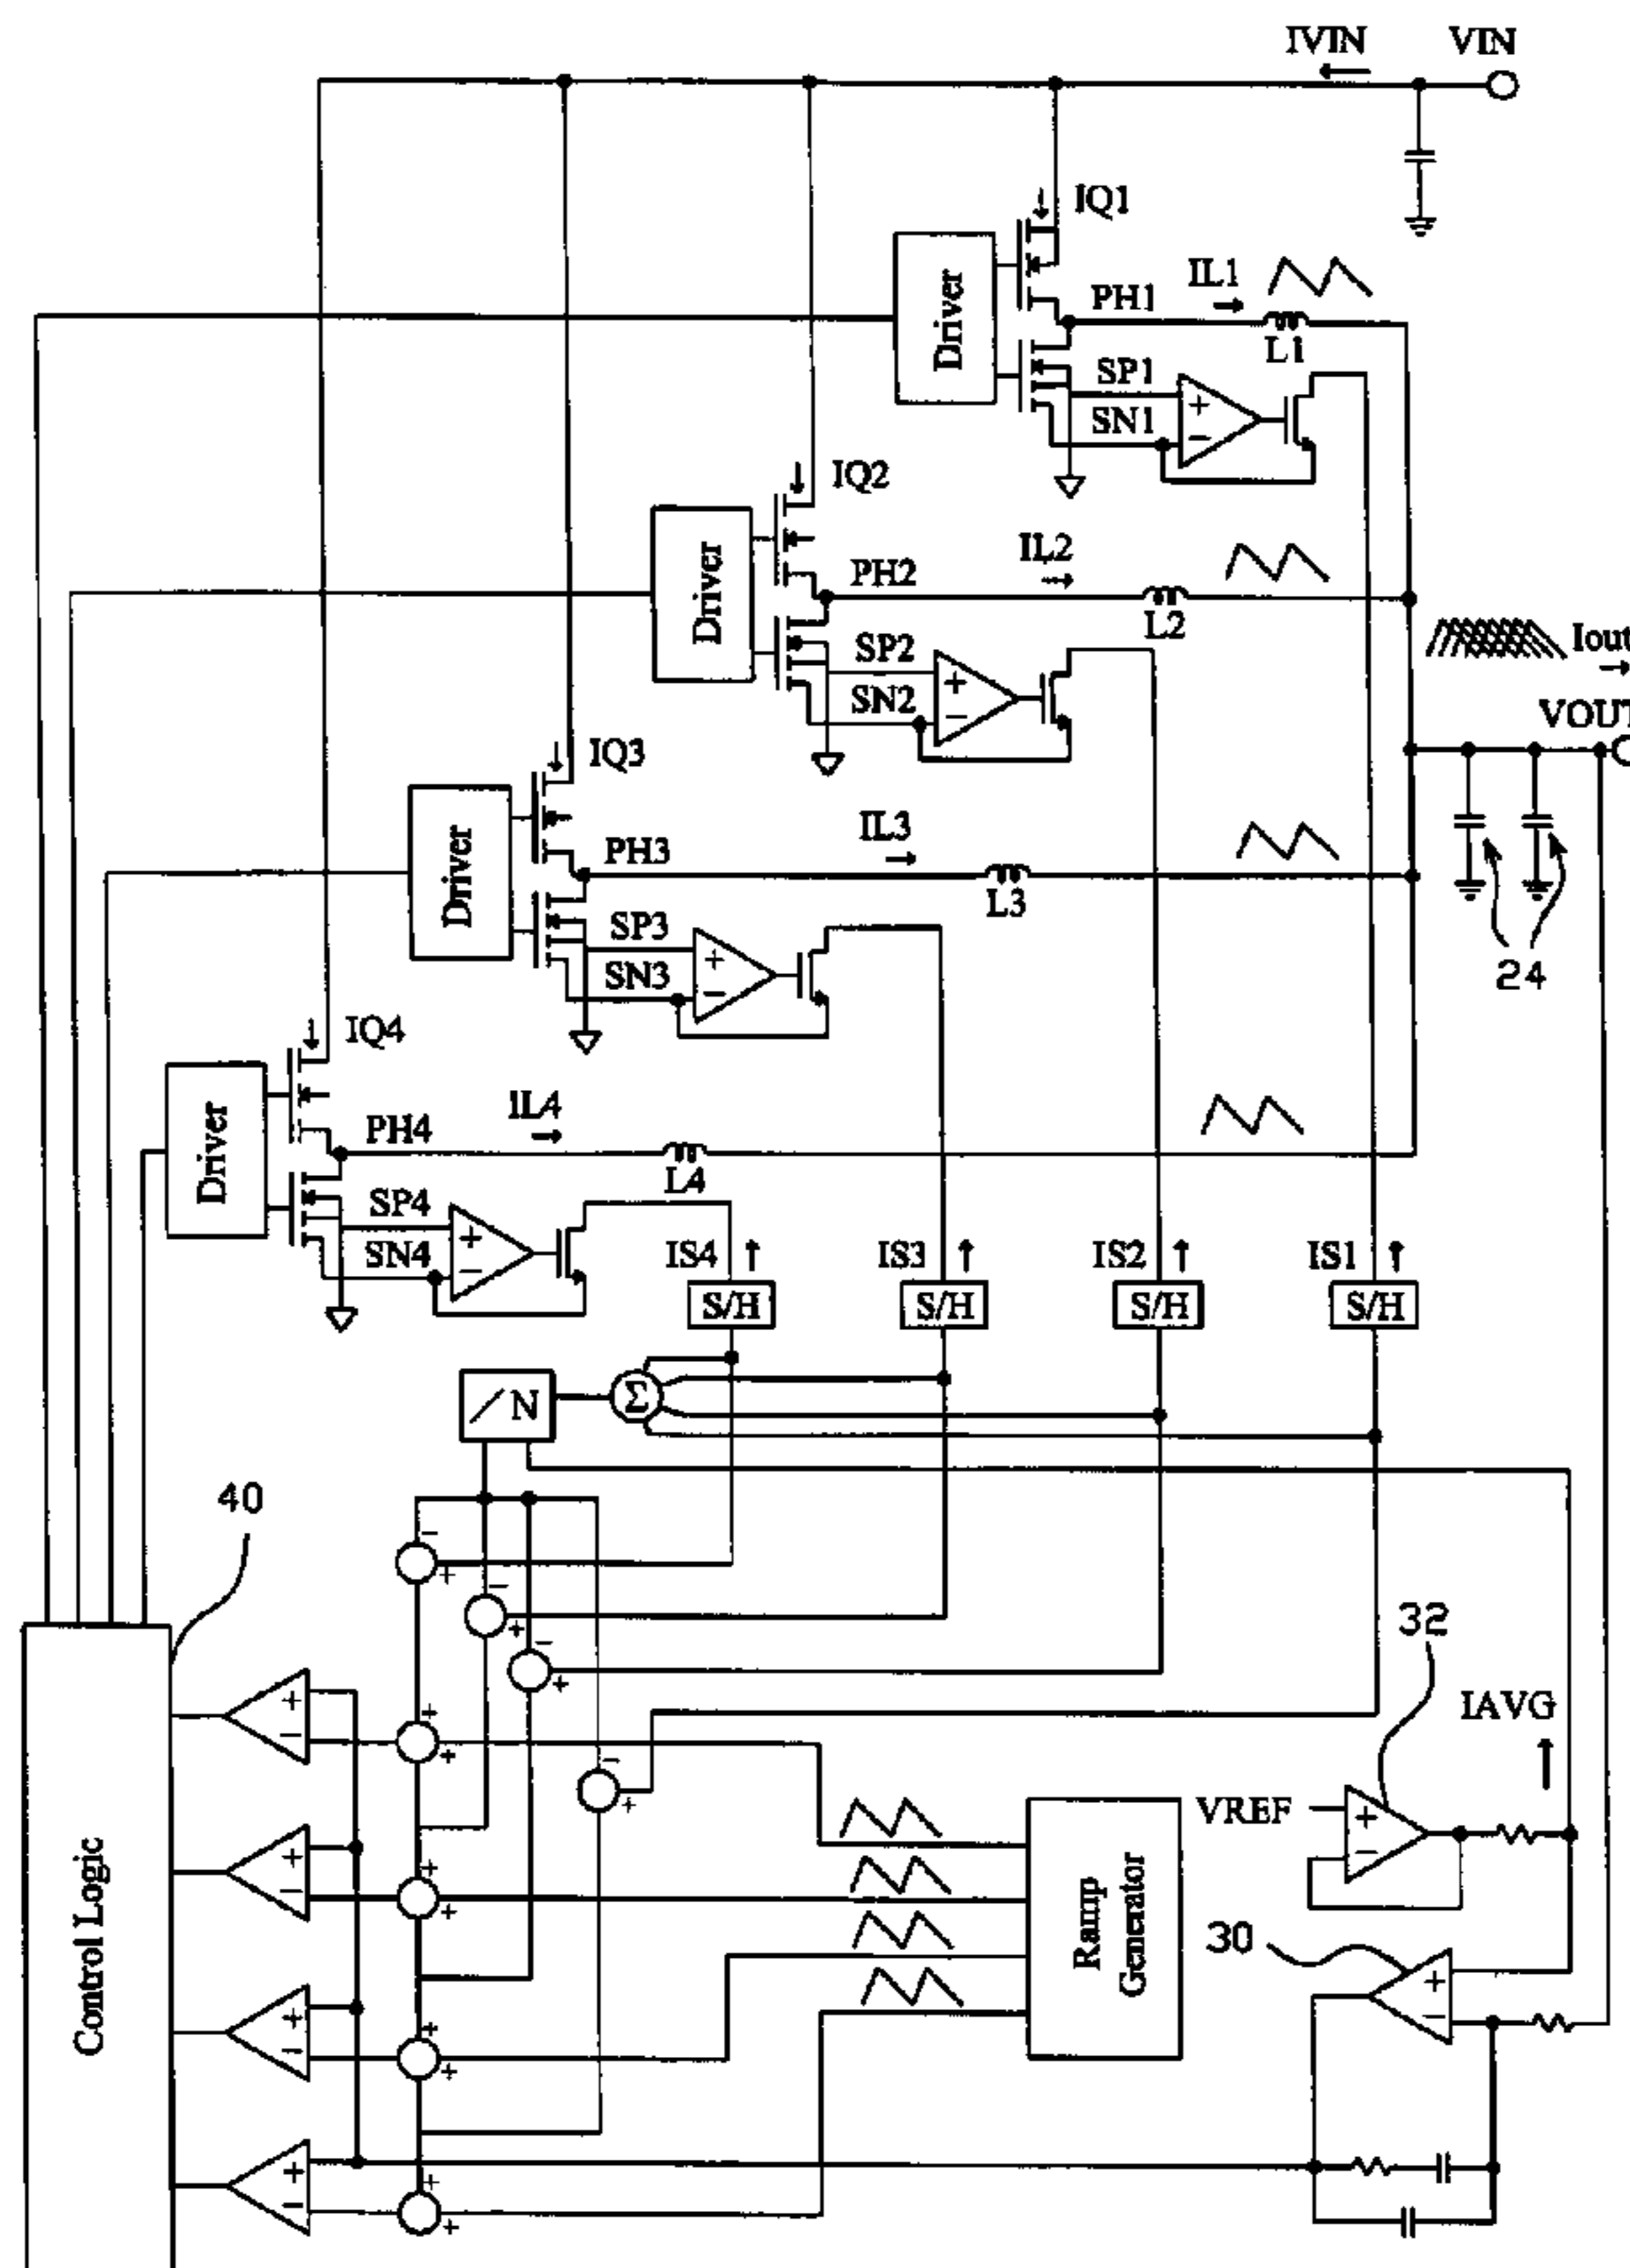 IVIN VIN
IQ1
Driver
PH1
IL1
L1
SP1
+
SN1
−
IQ2
Driver
PH2
IL2
L2
SP2
+
SN2
−
Iout
VOUT
IQ3
Driver
PH3
IL3
L3
SP3
+
SN3
−
24
IQ4
Driver
PH4
IL4
L4
SP4
+
SN4
−
IS4 IS3 IS2 IS1
S/H S/H S/H S/H
/N Σ
40
−
+
−
+
−
+
−
+
32
IAVG
VREF
+
−
30
+
−
Control Logic
+
−
+
+
+
−
+
+
+
−
+
+
+
−
+
+
Ramp
Generator